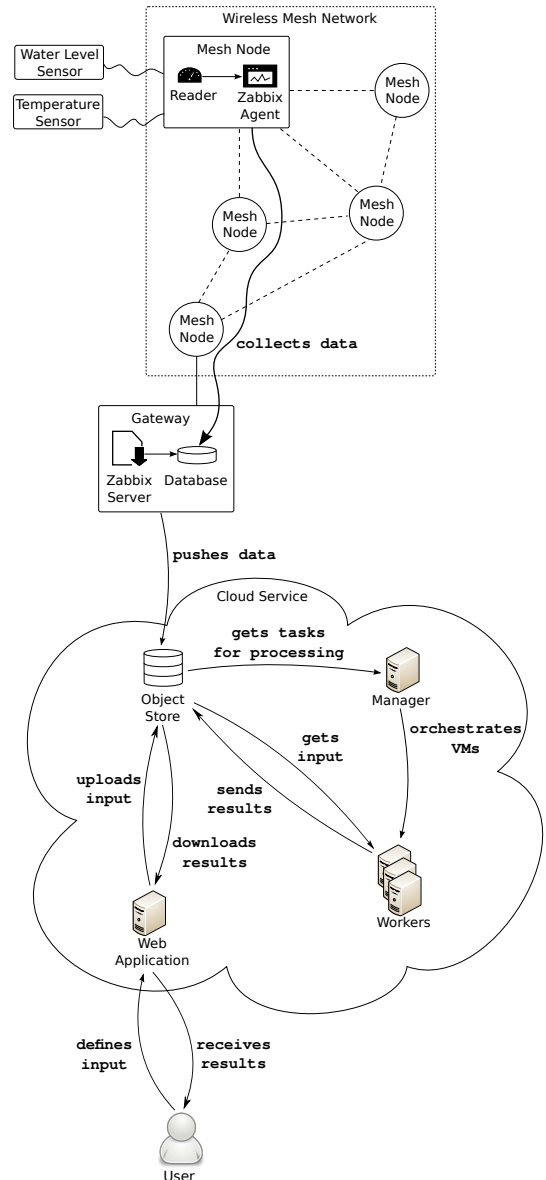 Wireless Mesh Network
Water Level
Sensor
Temperature
Sensor
Mesh Node
Reader
Zabbix
Agent
Mesh
Node
Mesh
Node
Mesh
Node
Mesh
Node
collects data
Gateway
Zabbix
Server
Database
pushes data
Cloud Service
gets tasks
for processing
Object
Store
Manager
orchestrates
VMs
gets
input
sends
results
uploads
input
downloads
results
Workers
Web
Application
defines
input
receives
results
User